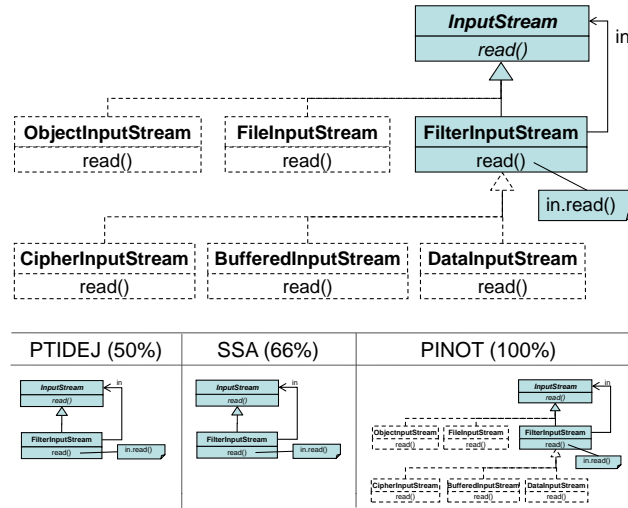 InputStream
read()
in
ObjectInputStream
read()
FileInputStream
read()
FilterInputStream
read()
in.read()
CipherInputStream
read()
BufferedInputStream
read()
DataInputStream
read()
PTIDEJ (50%)
SSA (66%)
PINOT (100%)
InputStream
read()
in
FilterInputStream
read()
in.read()
InputStream
read()
in
FilterInputStream
read()
in.read()
InputStream
read()
in
ObjectInputStream
read()
FileInputStream
read()
FilterInputStream
read()
in.read()
CipherInputStream
read()
BufferedInputStream
read()
DataInputStream
read()